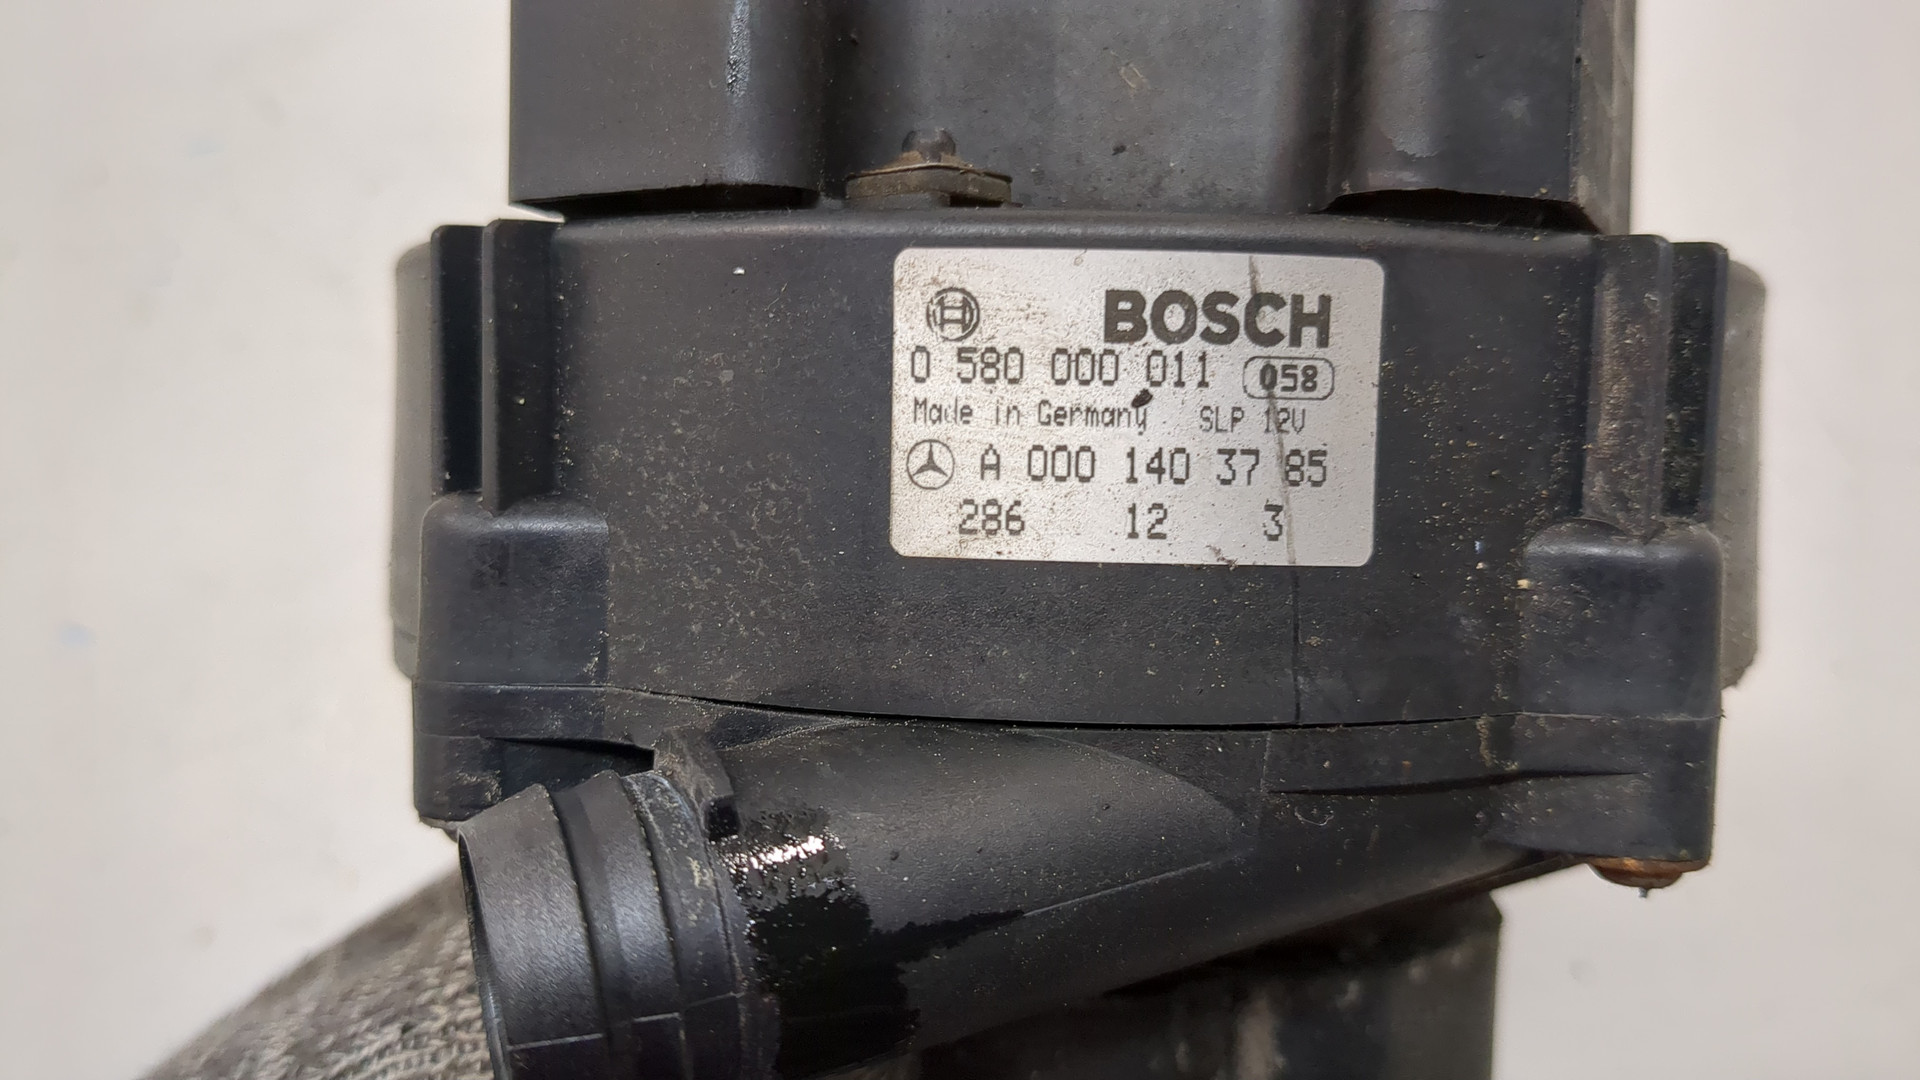 BOSCH
0 580 000 011 058
Made in Germany SLP 12V
A 000 140 37 85
286 12 3